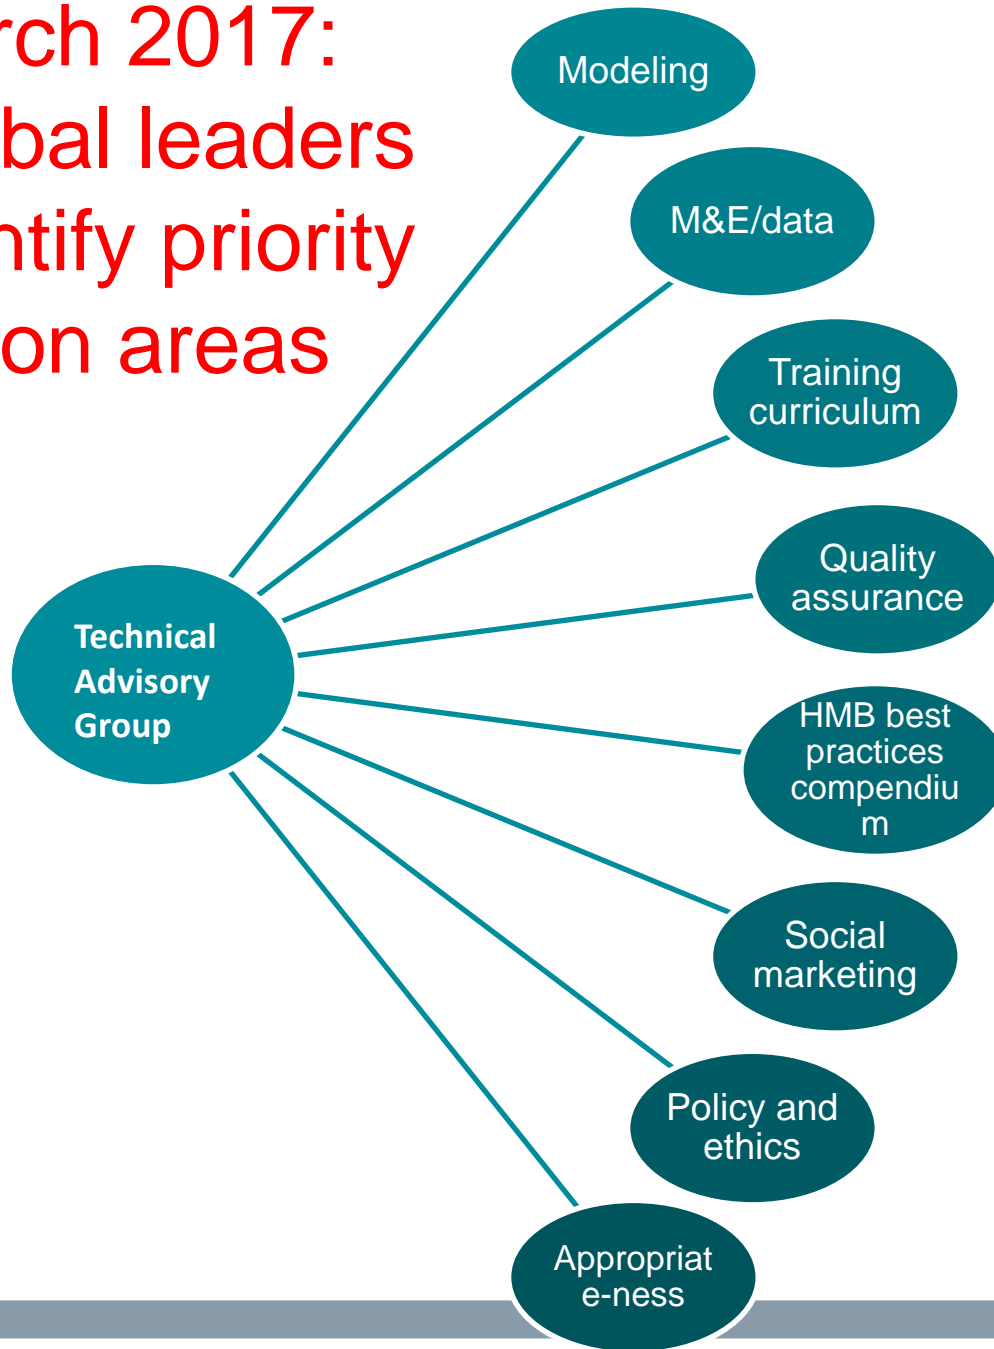 rch 2017:
bal leaders
ntify priority
on areas
Modeling
M&E/data
Training
curriculum
Quality
assurance
HMB best
practices
compendiu
m
Social
marketing
Policy and
ethics
Appropriat
e-ness
Technical
Advisory
Group